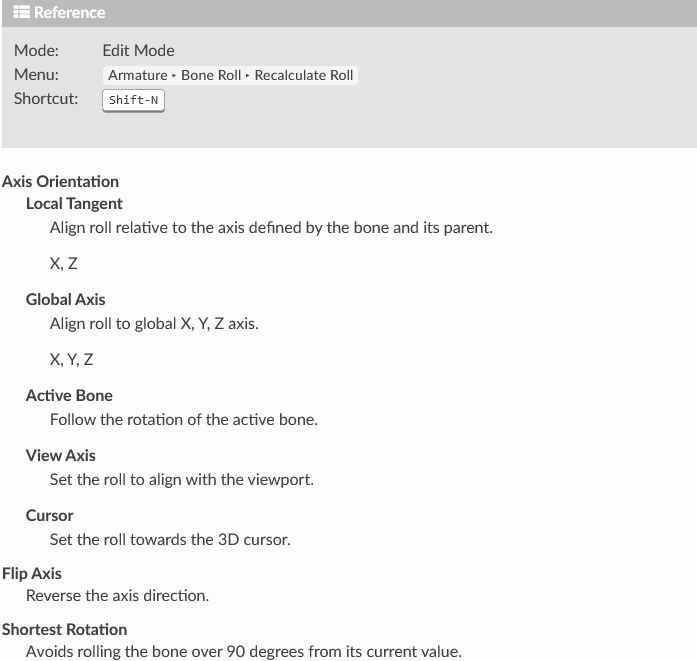 Reference
Mode: Edit Mode
Menu: Armature ‣ Bone Roll ‣ Recalculate Roll
Shortcut: Shift-N
Axis Orientation
Local Tangent
Align roll relative to the axis defined by the bone and its parent.
X, Z
Global Axis
Align roll to global X, Y, Z axis.
X, Y, Z
Active Bone
Follow the rotation of the active bone.
View Axis
Set the roll to align with the viewport.
Cursor
Set the roll towards the 3D cursor.
Flip Axis
Reverse the axis direction.
Shortest Rotation
Avoids rolling the bone over 90 degrees from its current value.